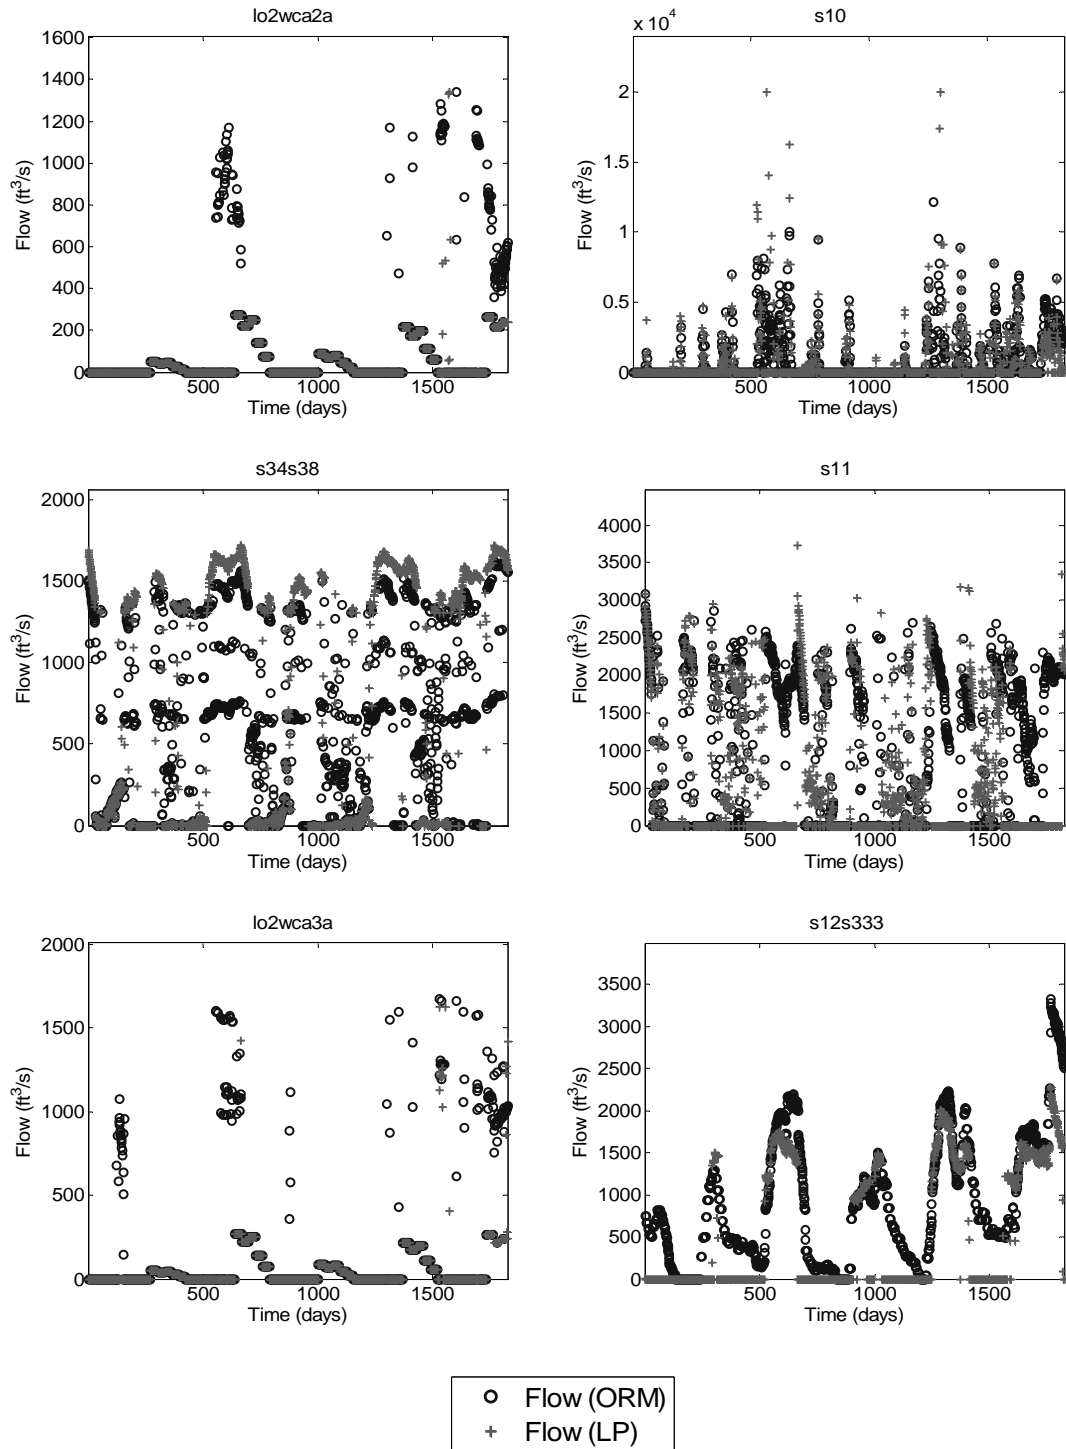 lo2wca2a
1600
1400
1200
1000
800
600
400
200
0
500
1000
1500
Flow (ft³/s)
Time (days)
s10
x 10⁴
2
1.5
1
0.5
0
500
1000
1500
Flow (ft³/s)
Time (days)
s34s38
2000
1500
1000
500
0
500
1000
1500
Flow (ft³/s)
Time (days)
s11
4000
3500
3000
2500
2000
1500
1000
500
0
500
1000
1500
Flow (ft³/s)
Time (days)
lo2wca3a
2000
1500
1000
500
0
500
1000
1500
Flow (ft³/s)
Time (days)
s12s333
3500
3000
2500
2000
1500
1000
500
0
500
1000
1500
Flow (ft³/s)
Time (days)
Flow (ORM)
Flow (LP)